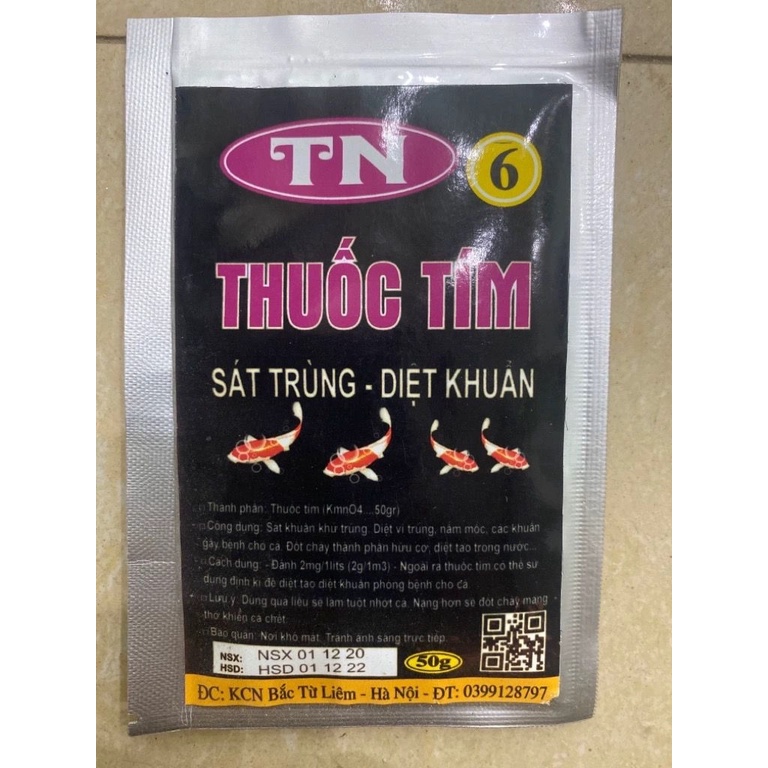 TN
6
THUỐC TÍM
SÁT TRÙNG - DIỆT KHUẨN
Thành phần: Thuốc tím (KmnO4....50gr)
Công dụng: Sát khuẩn khử trùng. Diệt vi trùng, nấm mốc, các khuẩn
gây bệnh cho cá. Đốt cháy thành phần hữu cơ, diệt tảo trong nước...
Cách dùng: - Đánh 2mg/1lits (2g/1m3) - Ngoài ra thuốc tím có thể sử
dụng định kì để diệt tảo diệt khuẩn phòng bệnh cho cá
Lưu ý: Dùng quá liều sẽ làm tuột nhớt cá. Nặng hơn sẽ đốt cháy mang
thở khiến cá chết.
Bảo quản: Nơi khô mát. Tránh ánh sáng trực tiếp.
NSX: NSX 01 12 20
HSD: HSD 01 12 22
50g
ĐC: KCN Bắc Từ Liêm - Hà Nội - ĐT: 0399128797